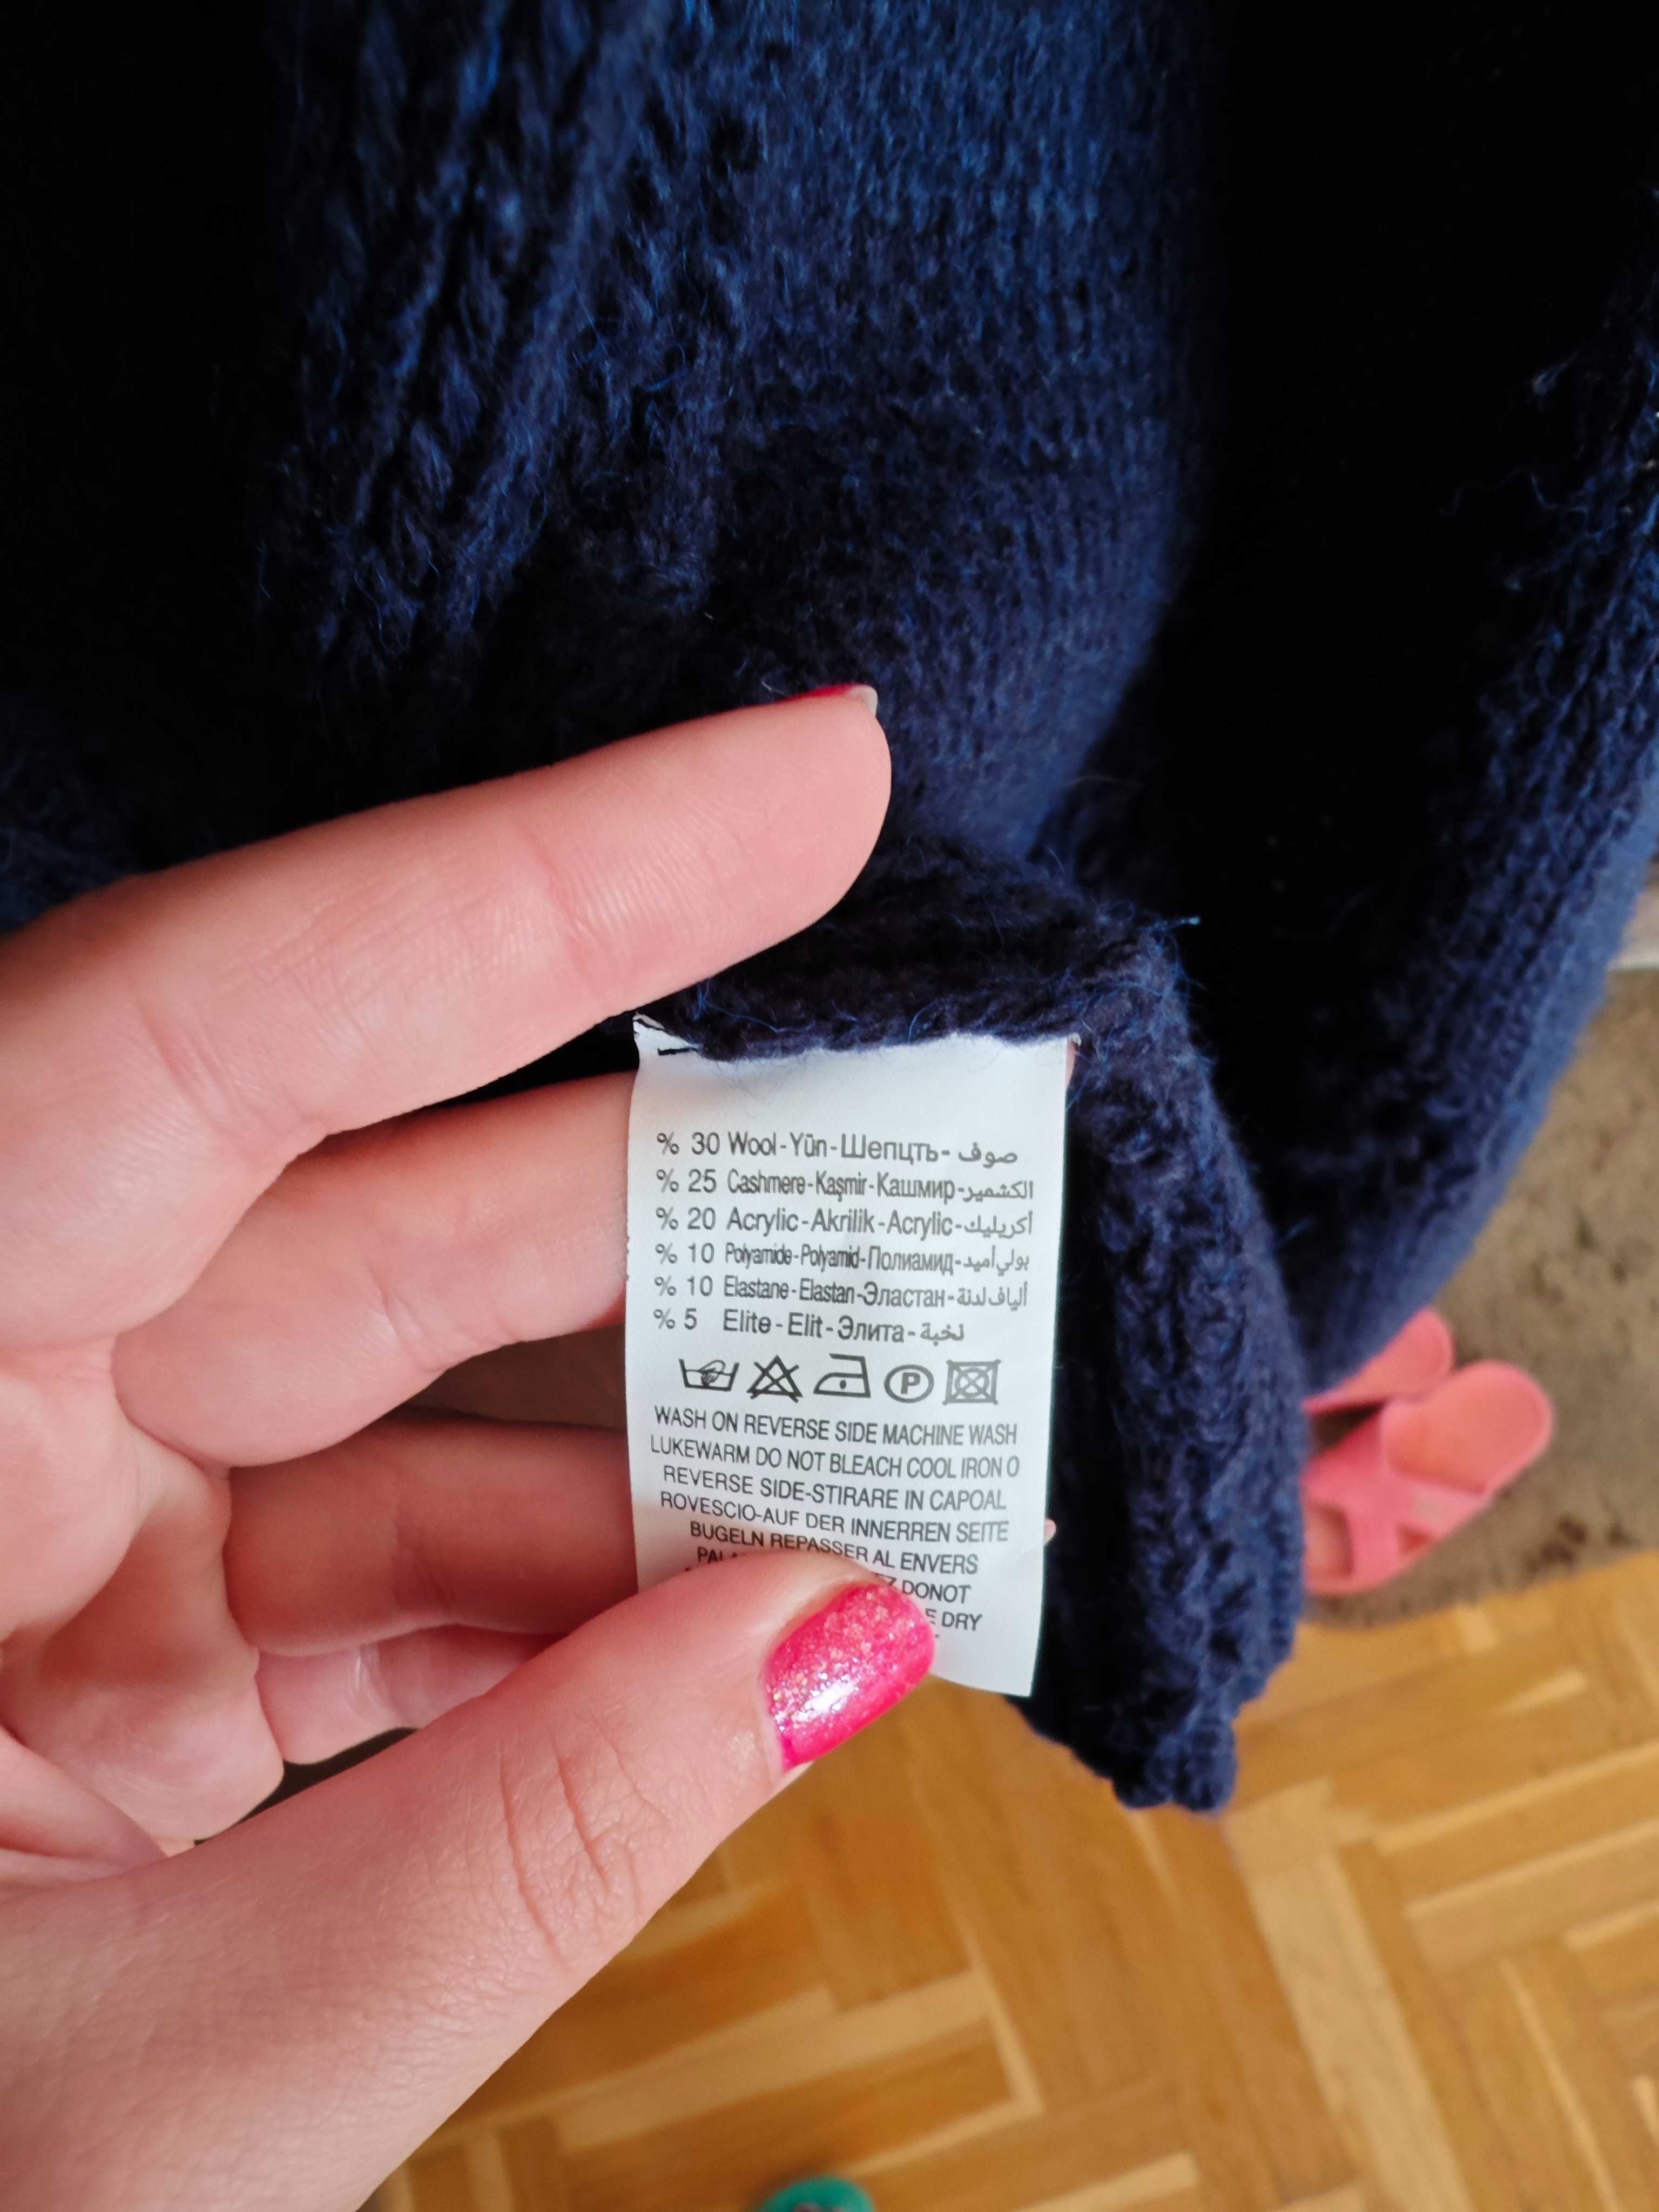 % 30 Wool-Yün-Шепцть- صوف
% 25 Cashmere-Kaşmir-Кашмир-الكشمير
% 20 Acrylic-Akrilik-Acrylic-أكريليك
% 10 Polyamide-Polyamid-Полиамид-بولي أميد
% 10 Elastane-Elastan-Эластан-ألياف لدنة
% 5 Elite-Elit-Элита-نخبة
P
WASH ON REVERSE SIDE MACHINE WASH
LUKEWARM DO NOT BLEACH COOL IRON O
REVERSE SIDE-STIRARE IN CAPOAL
ROVESCIO-AUF DER INNERREN SEITE
BUGELN REPASSER AL ENVERS
DONOT
DRY